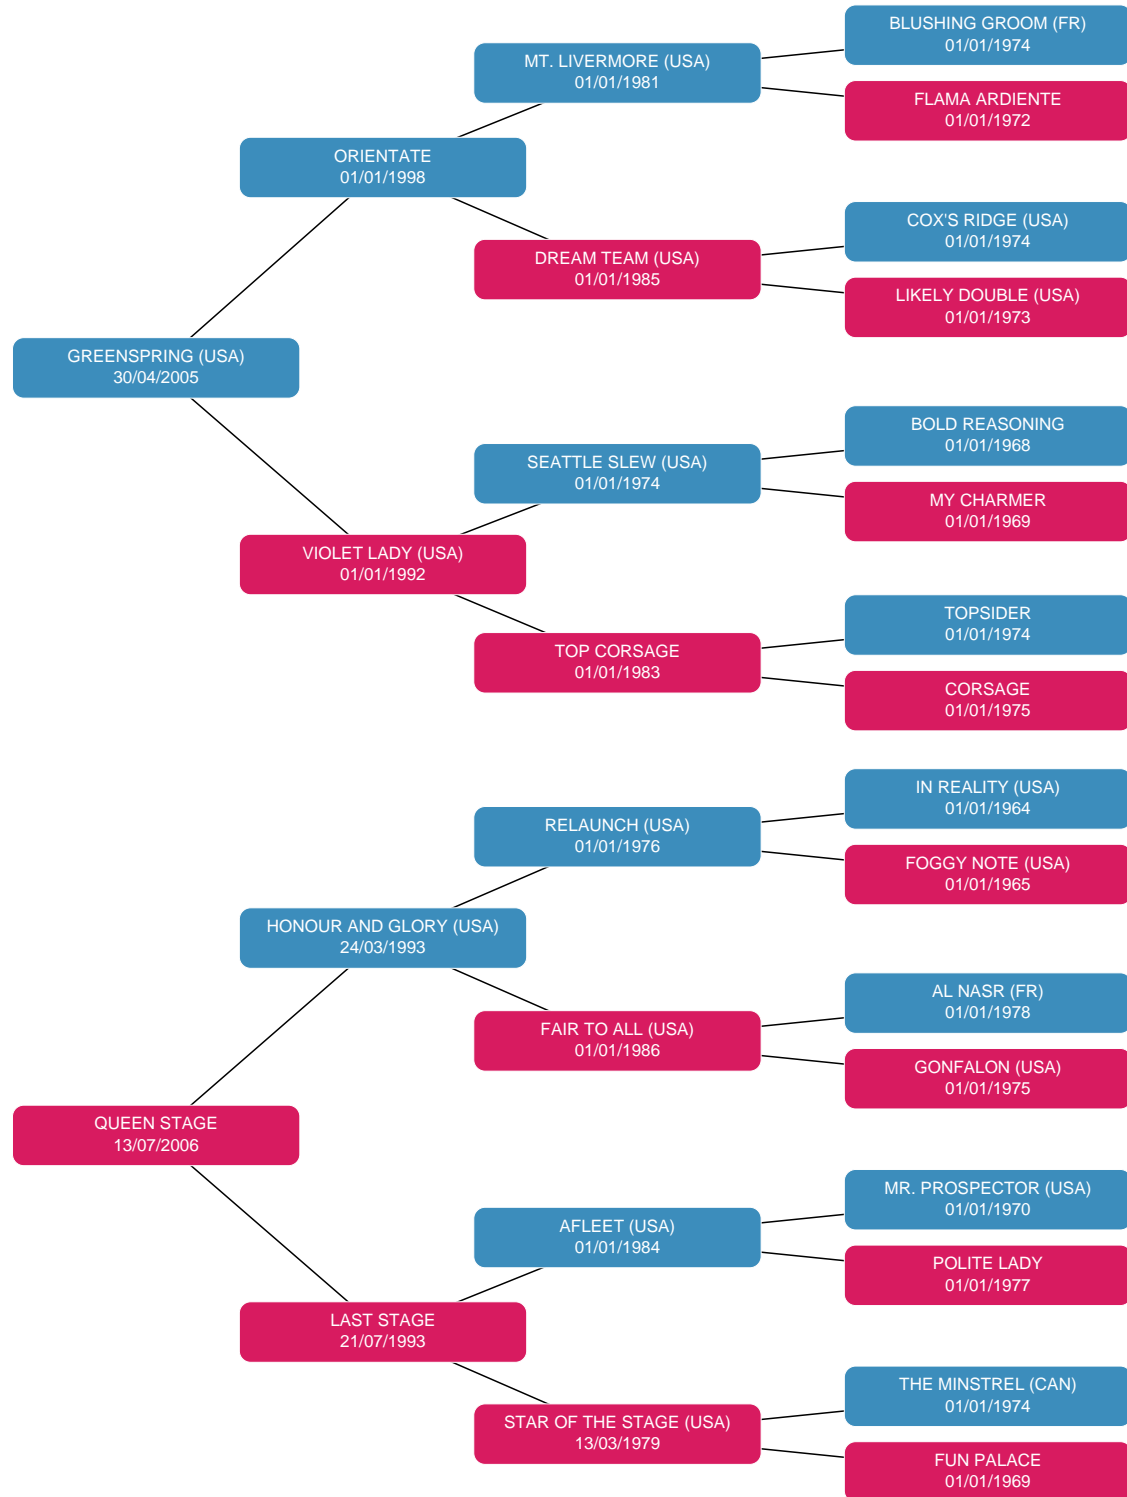 BLUSHING GROOM (FR)
01/01/1974
MT. LIVERMORE (USA)
01/01/1981
FLAMA ARDIENTE
01/01/1972
ORIENTATE
01/01/1998
COX'S RIDGE (USA)
01/01/1974
DREAM TEAM (USA)
01/01/1985
LIKELY DOUBLE (USA)
01/01/1973
GREENSPRING (USA)
30/04/2005
BOLD REASONING
01/01/1968
SEATTLE SLEW (USA)
01/01/1974
MY CHARMER
01/01/1969
VIOLET LADY (USA)
01/01/1992
TOPSIDER
01/01/1974
TOP CORSAGE
01/01/1983
CORSAGE
01/01/1975
IN REALITY (USA)
01/01/1964
RELAUNCH (USA)
01/01/1976
FOGGY NOTE (USA)
01/01/1965
HONOUR AND GLORY (USA)
24/03/1993
AL NASR (FR)
01/01/1978
FAIR TO ALL (USA)
01/01/1986
GONFALON (USA)
01/01/1975
QUEEN STAGE
13/07/2006
MR. PROSPECTOR (USA)
01/01/1970
AFLEET (USA)
01/01/1984
POLITE LADY
01/01/1977
LAST STAGE
21/07/1993
THE MINSTREL (CAN)
01/01/1974
STAR OF THE STAGE (USA)
13/03/1979
FUN PALACE
01/01/1969